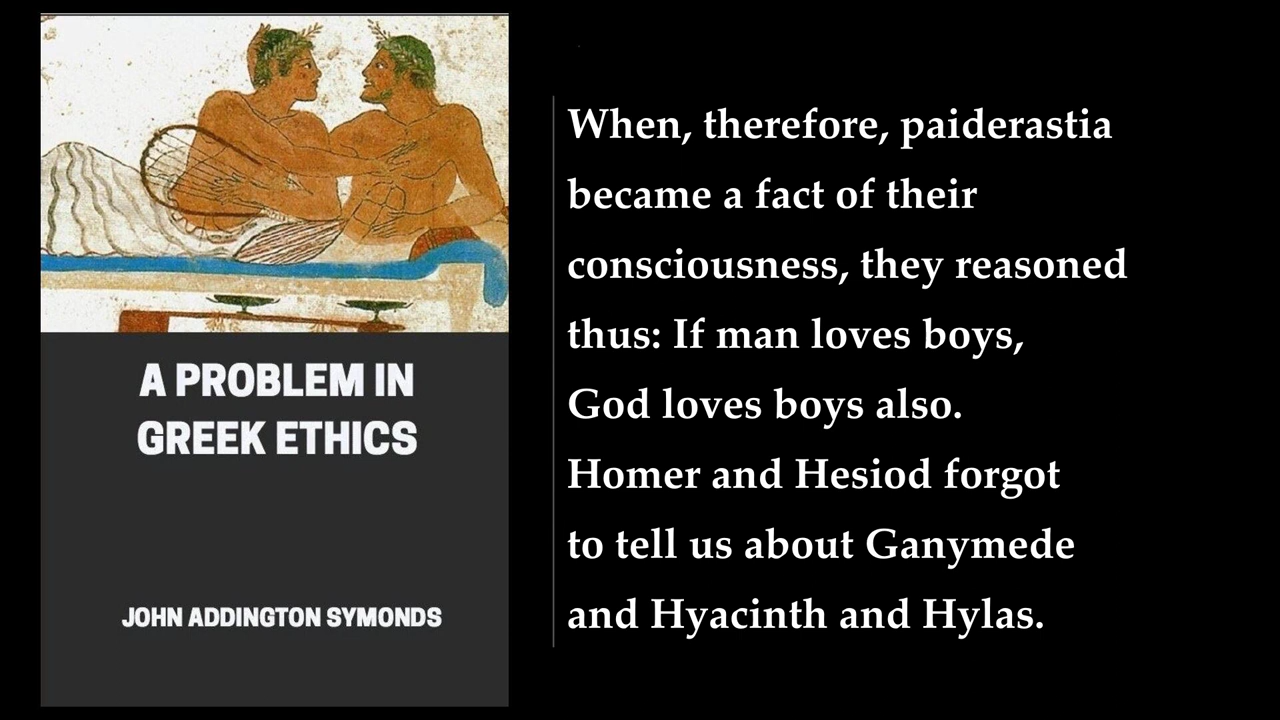 A PROBLEM IN
GREEK ETHICS
JOHN ADDINGTON SYMONDS
When, therefore, paiderastia
became a fact of their
consciousness, they reasoned
thus: If man loves boys,
God loves boys also.
Homer and Hesiod forgot
to tell us about Ganymede
and Hyacinth and Hylas.